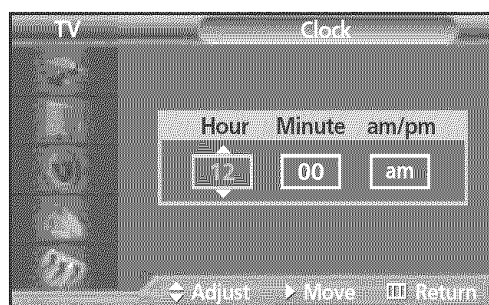 TV Clock
Hour Minute am/pm
12 00 am
Adjust Move Return